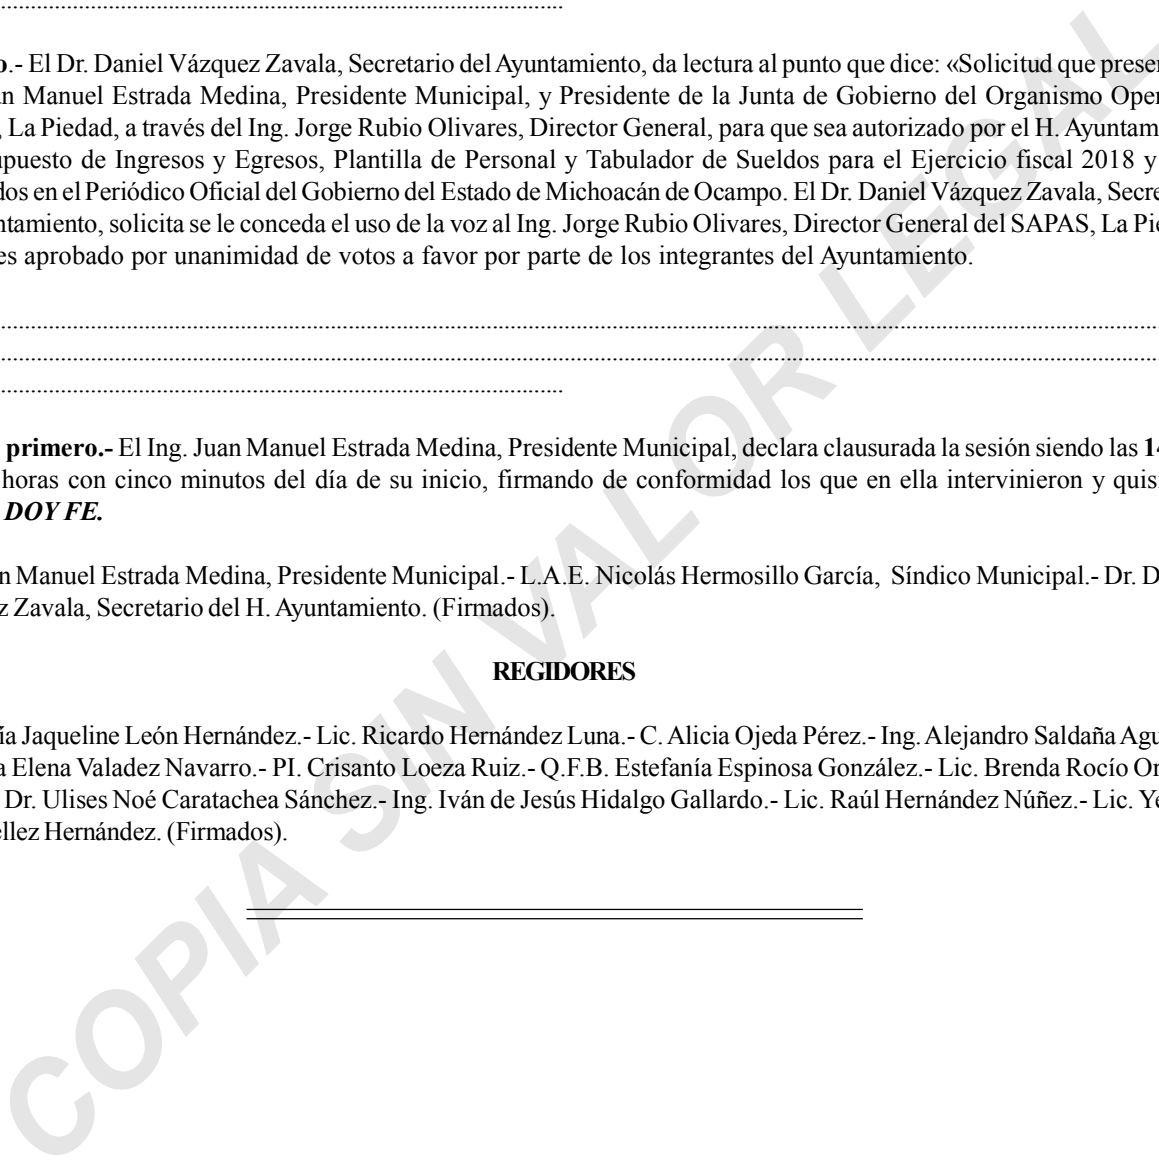 o.- El Dr. Daniel Vázquez Zavala, Secretario del Ayuntamiento, da lectura al punto que dice: «Solicitud que presen
n Manuel Estrada Medina, Presidente Municipal, y Presidente de la Junta de Gobierno del Organismo Oper
, La Piedad, a través del Ing. Jorge Rubio Olivares, Director General, para que sea autorizado por el H. Ayuntam
upuesto de Ingresos y Egresos, Plantilla de Personal y Tabulador de Sueldos para el Ejercicio fiscal 2018 y
dos en el Periódico Oficial del Gobierno del Estado de Michoacán de Ocampo. El Dr. Daniel Vázquez Zavala, Secre
ntamiento, solicita se le conceda el uso de la voz al Ing. Jorge Rubio Olivares, Director General del SAPAS, La Pie
es aprobado por unanimidad de votos a favor por parte de los integrantes del Ayuntamiento.
primero.- El Ing. Juan Manuel Estrada Medina, Presidente Municipal, declara clausurada la sesión siendo las 14
horas con cinco minutos del día de su inicio, firmando de conformidad los que en ella intervinieron y quisi
DOY FE.
n Manuel Estrada Medina, Presidente Municipal.- L.A.E. Nicolás Hermosillo García, Síndico Municipal.- Dr. D
z Zavala, Secretario del H. Ayuntamiento. (Firmados).
REGIDORES
ía Jaqueline León Hernández.- Lic. Ricardo Hernández Luna.- C. Alicia Ojeda Pérez.- Ing. Alejandro Saldaña Agu
a Elena Valadez Navarro.- PI. Crisanto Loeza Ruiz.- Q.F.B. Estefanía Espinosa González.- Lic. Brenda Rocío Or
Dr. Ulises Noé Caratachea Sánchez.- Ing. Iván de Jesús Hidalgo Gallardo.- Lic. Raúl Hernández Núñez.- Lic. Ye
ellez Hernández. (Firmados).
COPIA SIN VALOR LEGAL